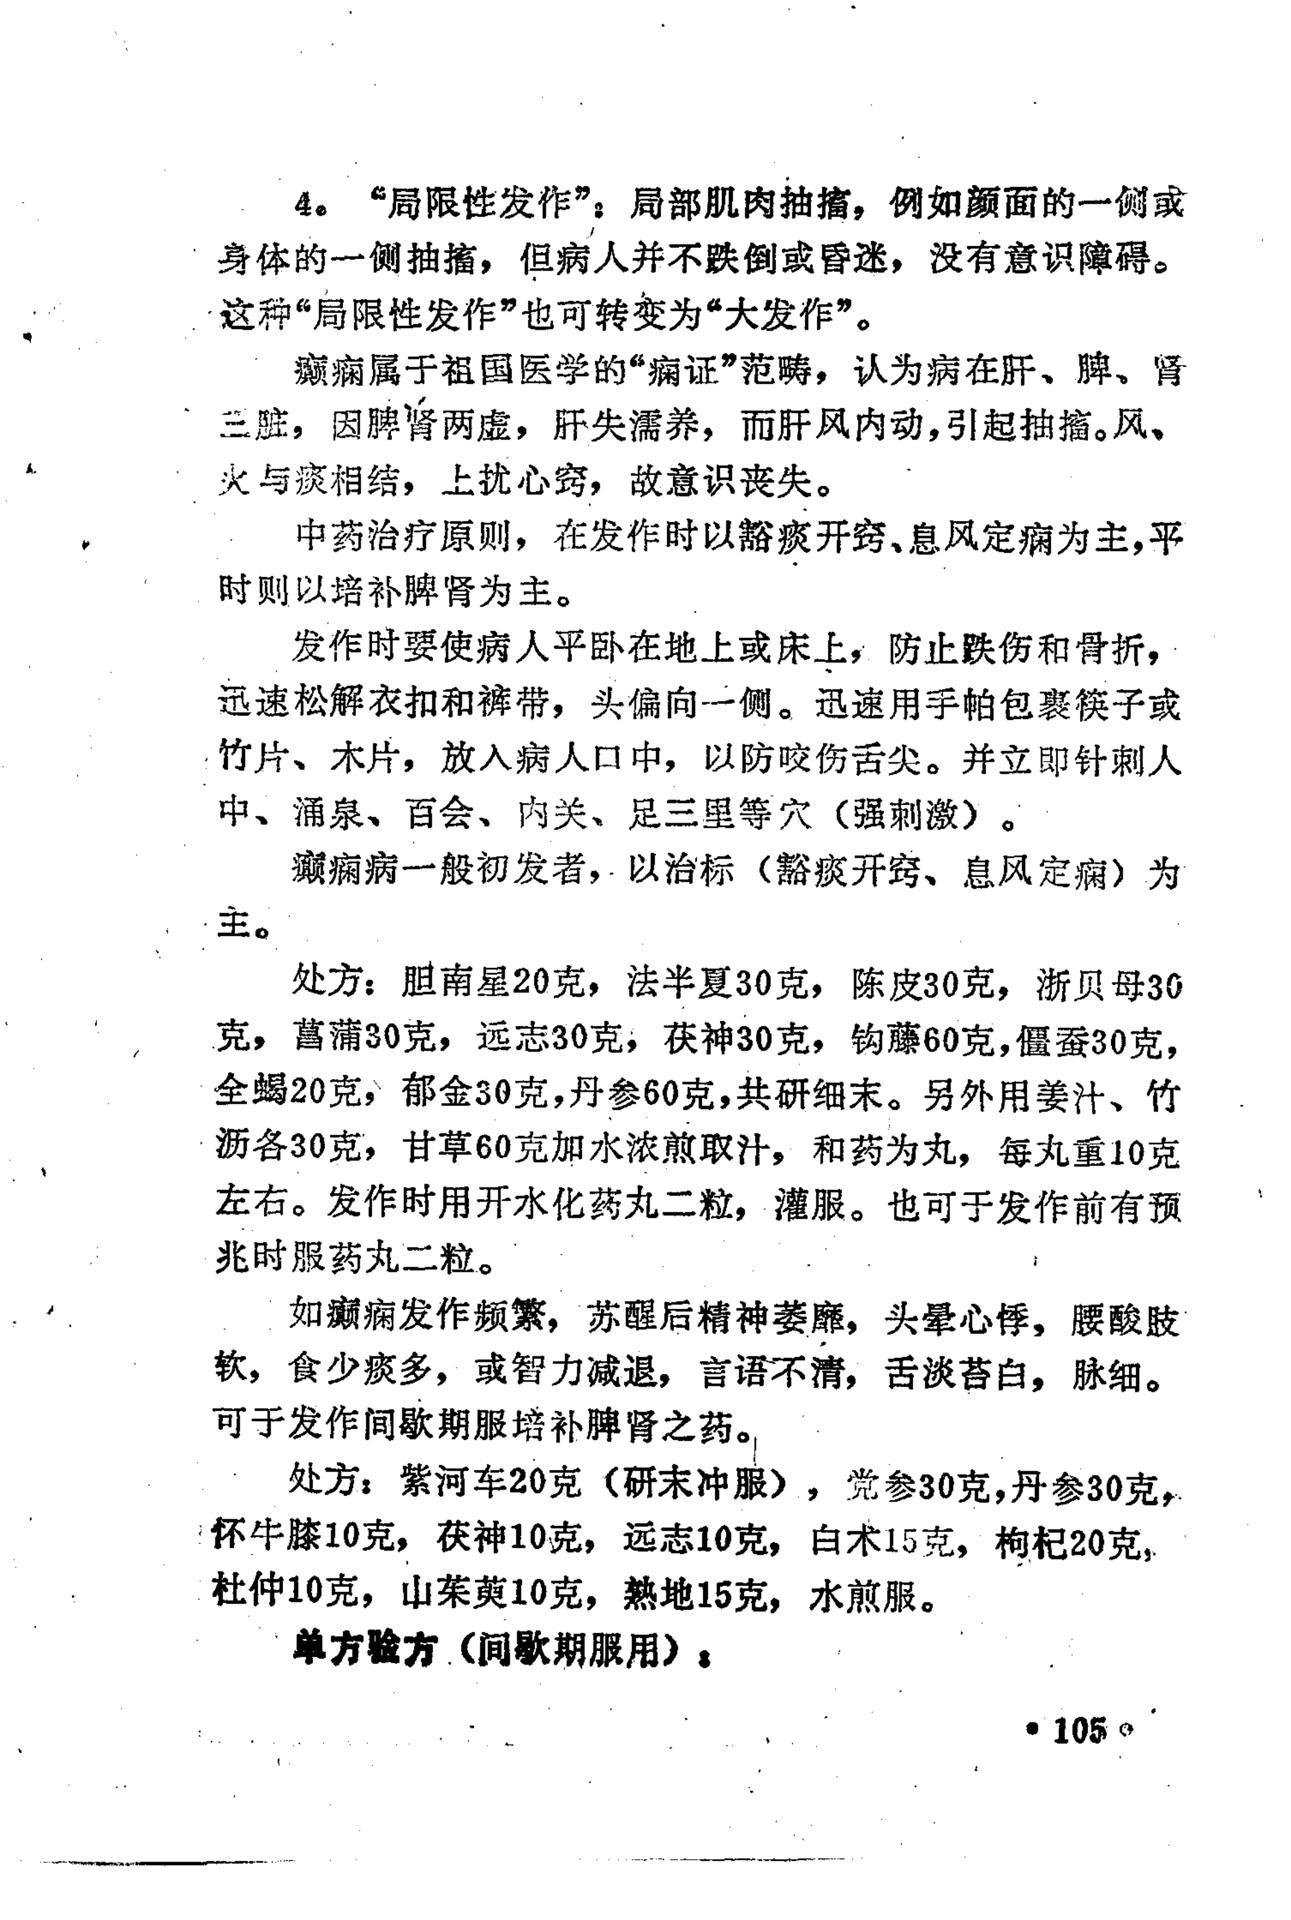 4。“局限性发作”：局部肌肉抽搐，例如颜面的一侧或
身体的一侧抽搐，但病人并不跌倒或昏迷，没有意识障碍。
这种“局限性发作”也可转变为“大发作”。
癫痫属于祖国医学的“痫证”范畴，认为病在肝、脾、肾
三脏，因脾肾两虚，肝失濡养，而肝风内动，引起抽搐。风、
火与痰相结，上扰心窍，故意识丧失。
中药治疗原则，在发作时以豁痰开窍、息风定痫为主，平
时则以培补脾肾为主。
发作时要使病人平卧在地上或床上，防止跌伤和骨折，
迅速松解衣扣和裤带，头偏向一侧。迅速用手帕包裹筷子或
竹片、木片，放入病人口中，以防咬伤舌尖。并立即针刺人
中、涌泉、百会、内关、足三里等穴（强刺激）。
癫痫病一般初发者，以治标（豁痰开窍、息风定痫）为
主。
处方：胆南星20克，法半夏30克，陈皮30克，浙贝母30
克，菖蒲30克，远志30克，茯神30克，钩藤60克，僵蚕30克，
全蝎20克，郁金30克，丹参60克，共研细末。另外用姜汁、竹
沥各30克，甘草60克加水浓煎取汁，和药为丸，每丸重10克
左右。发作时用开水化药丸二粒，灌服。也可于发作前有预
兆时服药丸二粒。
如癫痫发作频繁，苏醒后精神萎靡，头晕心悸，腰酸肢
软，食少痰多，或智力减退，言语不清，舌淡苔白，脉细。
可于发作间歇期服培补脾肾之药。
处方：紫河车20克（研末冲服），党参30克，丹参30克，
怀牛膝10克，茯神10克，远志10克，白术15克，枸杞20克，
杜仲10克，山茱萸10克，熟地15克，水煎服。
单方验方（间歇期服用）：
• 105 •